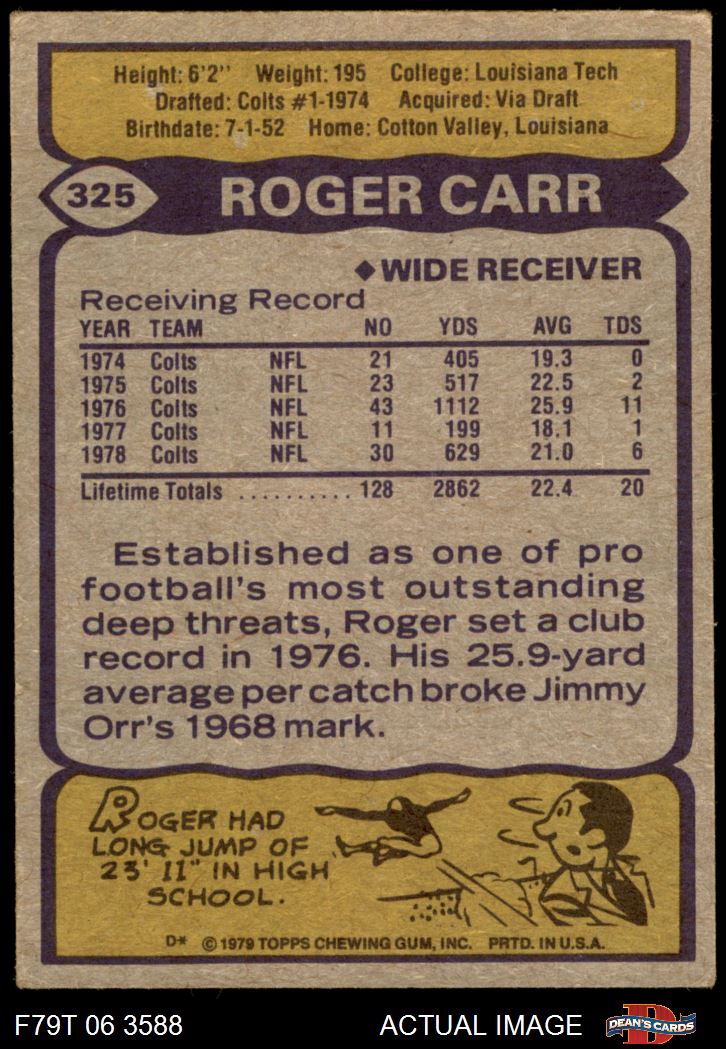 Height: 6'2" Weight: 195 College: Louisiana Tech
Drafted: Colts #1-1974 Acquired: Via Draft
Birthdate: 7-1-52 Home: Cotton Valley, Louisiana
325 ROGER CARR
◆WIDE RECEIVER
Receiving Record
YEAR TEAM NO YDS AVG TDS
1974 Colts NFL 21 405 19.3 0
1975 Colts NFL 23 517 22.5 2
1976 Colts NFL 43 1112 25.9 11
1977 Colts NFL 11 199 18.1 1
1978 Colts NFL 30 629 21.0 6
Lifetime Totals .......... 128 2862 22.4 20
Established as one of pro
football's most outstanding
deep threats, Roger set a club
record in 1976. His 25.9-yard
average per catch broke Jimmy
Orr's 1968 mark.
ROGER HAD
LONG JUMP OF
23' 11" IN HIGH
SCHOOL.
D* © 1979 TOPPS CHEWING GUM, INC. PRTD. IN U.S.A.
F79T 06 3588 ACTUAL IMAGE D DEAN'S CARDS